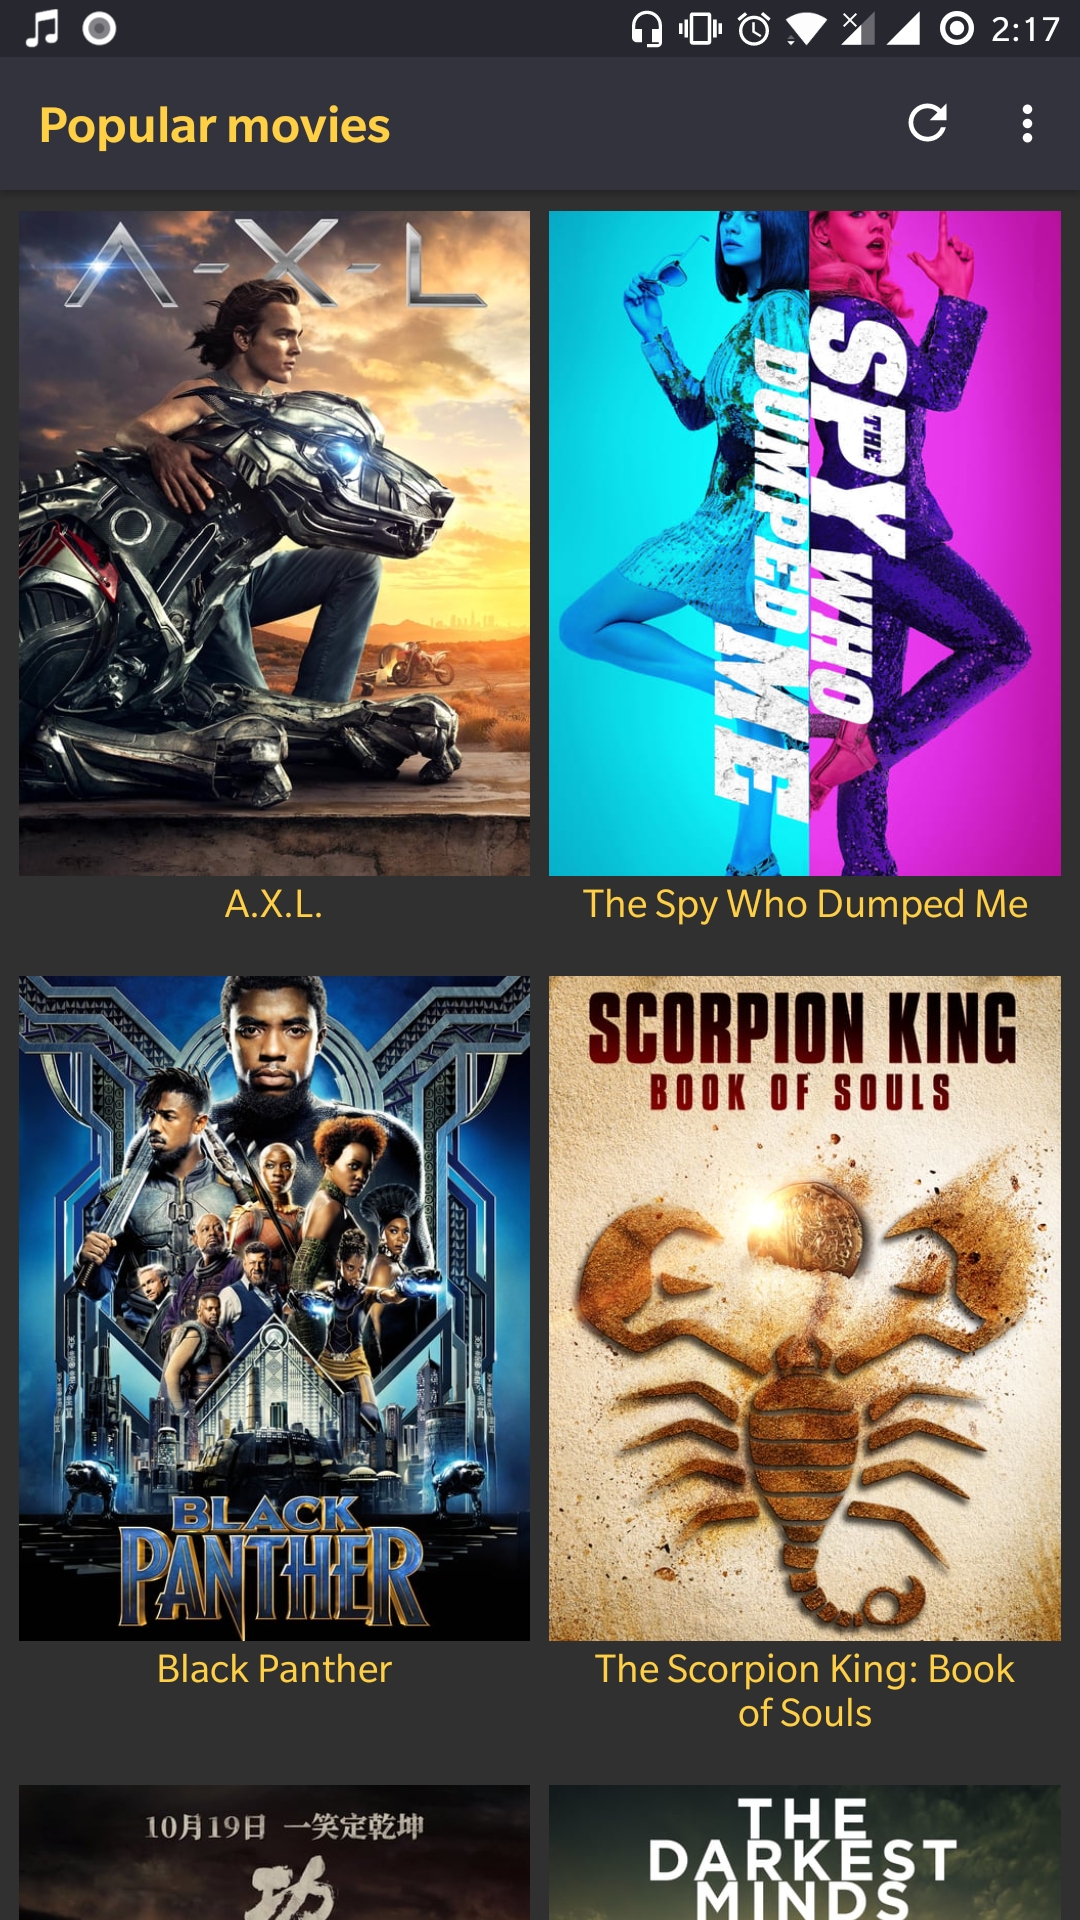 2:17
Popular movies
A-X-L
THE
SPY WHO
DUMPED ME
A.X.L.
The Spy Who Dumped Me
BLACK
PANTHER
SCORPION KING
BOOK OF SOULS
Black Panther
The Scorpion King: Book
of Souls
10月19日 一笑定乾坤
功
THE
DARKEST
MINDS